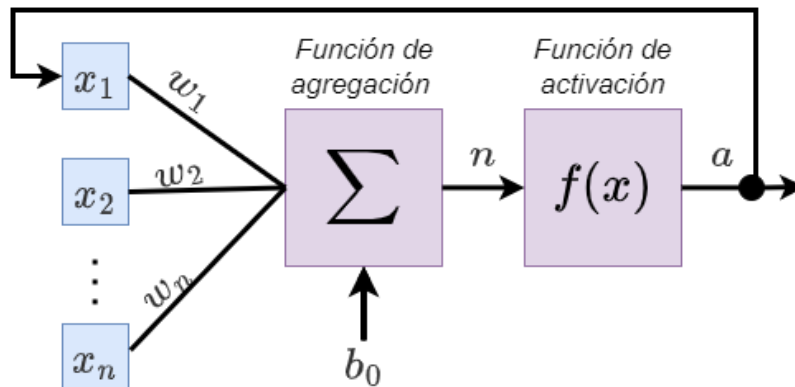 Función de
agregación
Función de
activación
x₁
w₁
x₂
w₂
⋮
xₙ
wₙ
∑
b₀
n
f(x)
a